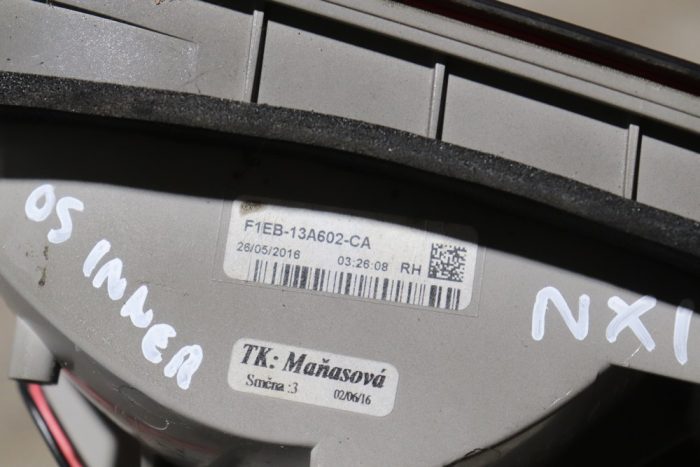 OS INNER
F1EB-13A602-CA
26/05/2016 03:26:08 RH
NX1
TK: Maňasová
Směna :3 02/06/16